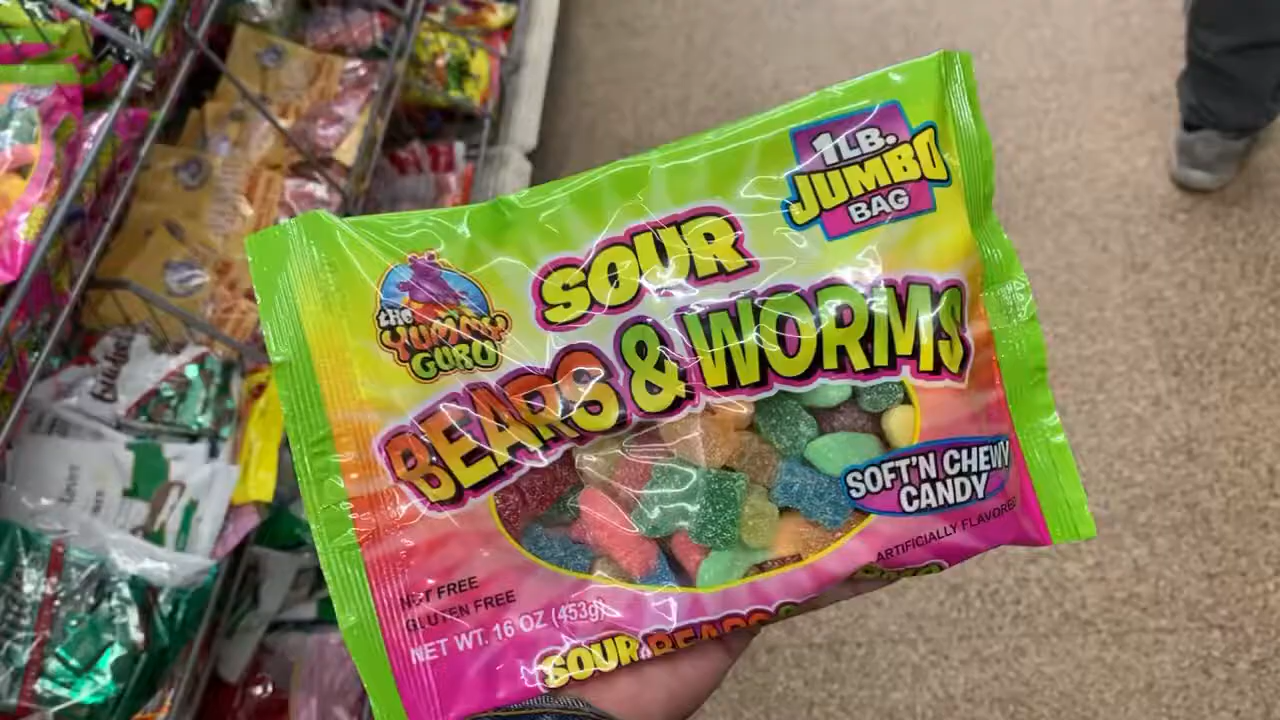 1LB.
JUMBO
BAG
the
YUMMY
GURU
SOUR
BEARS & WORMS
SOFT'N CHEWY
CANDY
ARTIFICIALLY FLAVORED
NUT FREE
GLUTEN FREE
NET WT. 16 OZ (453g)
SOUR BEARS